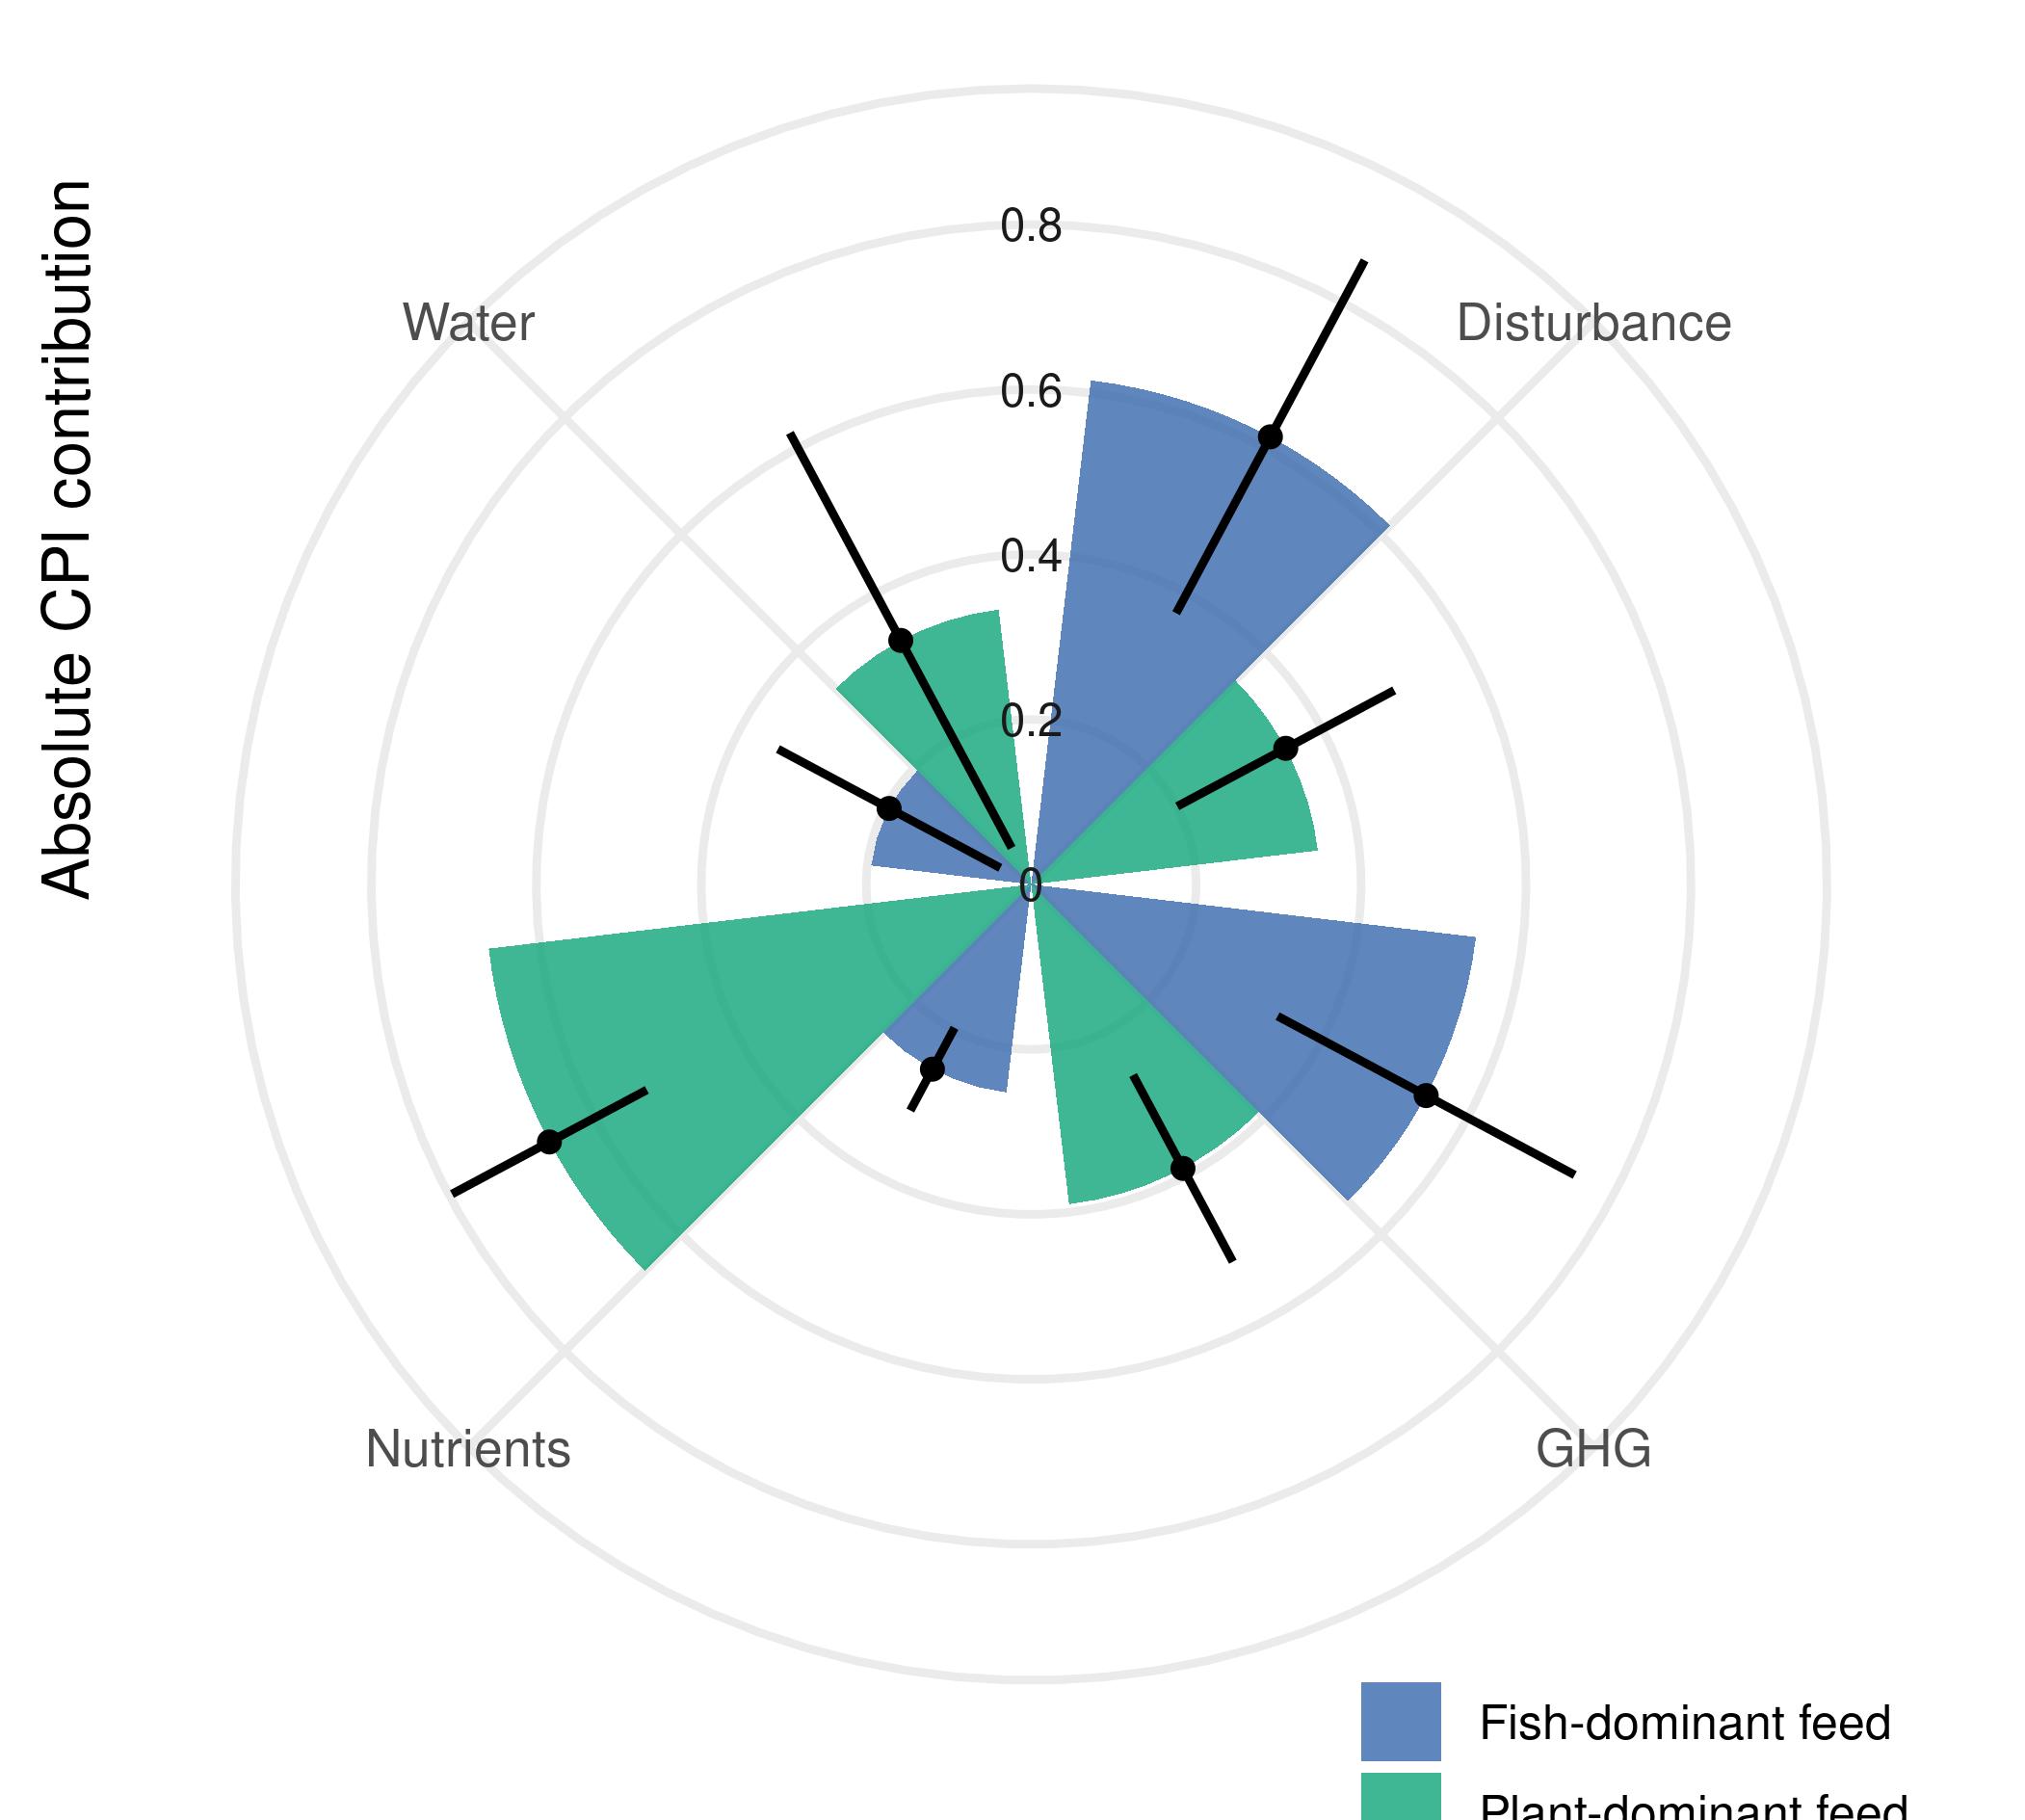 Absolute CPI contribution
0.8
Water
Disturbance
0.6
0.4
0.2
0
Nutrients
GHG
Fish-dominant feed
Plant-dominant feed